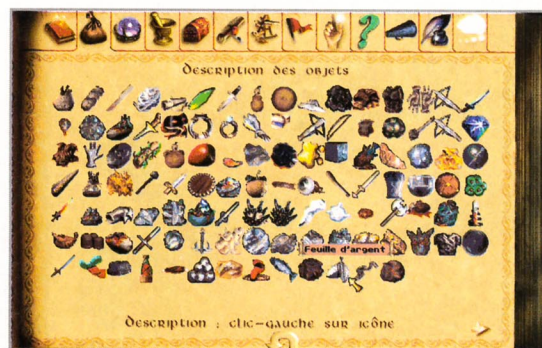 Description des objets
Feuille d'argent
Description : clic-gauche sur icône